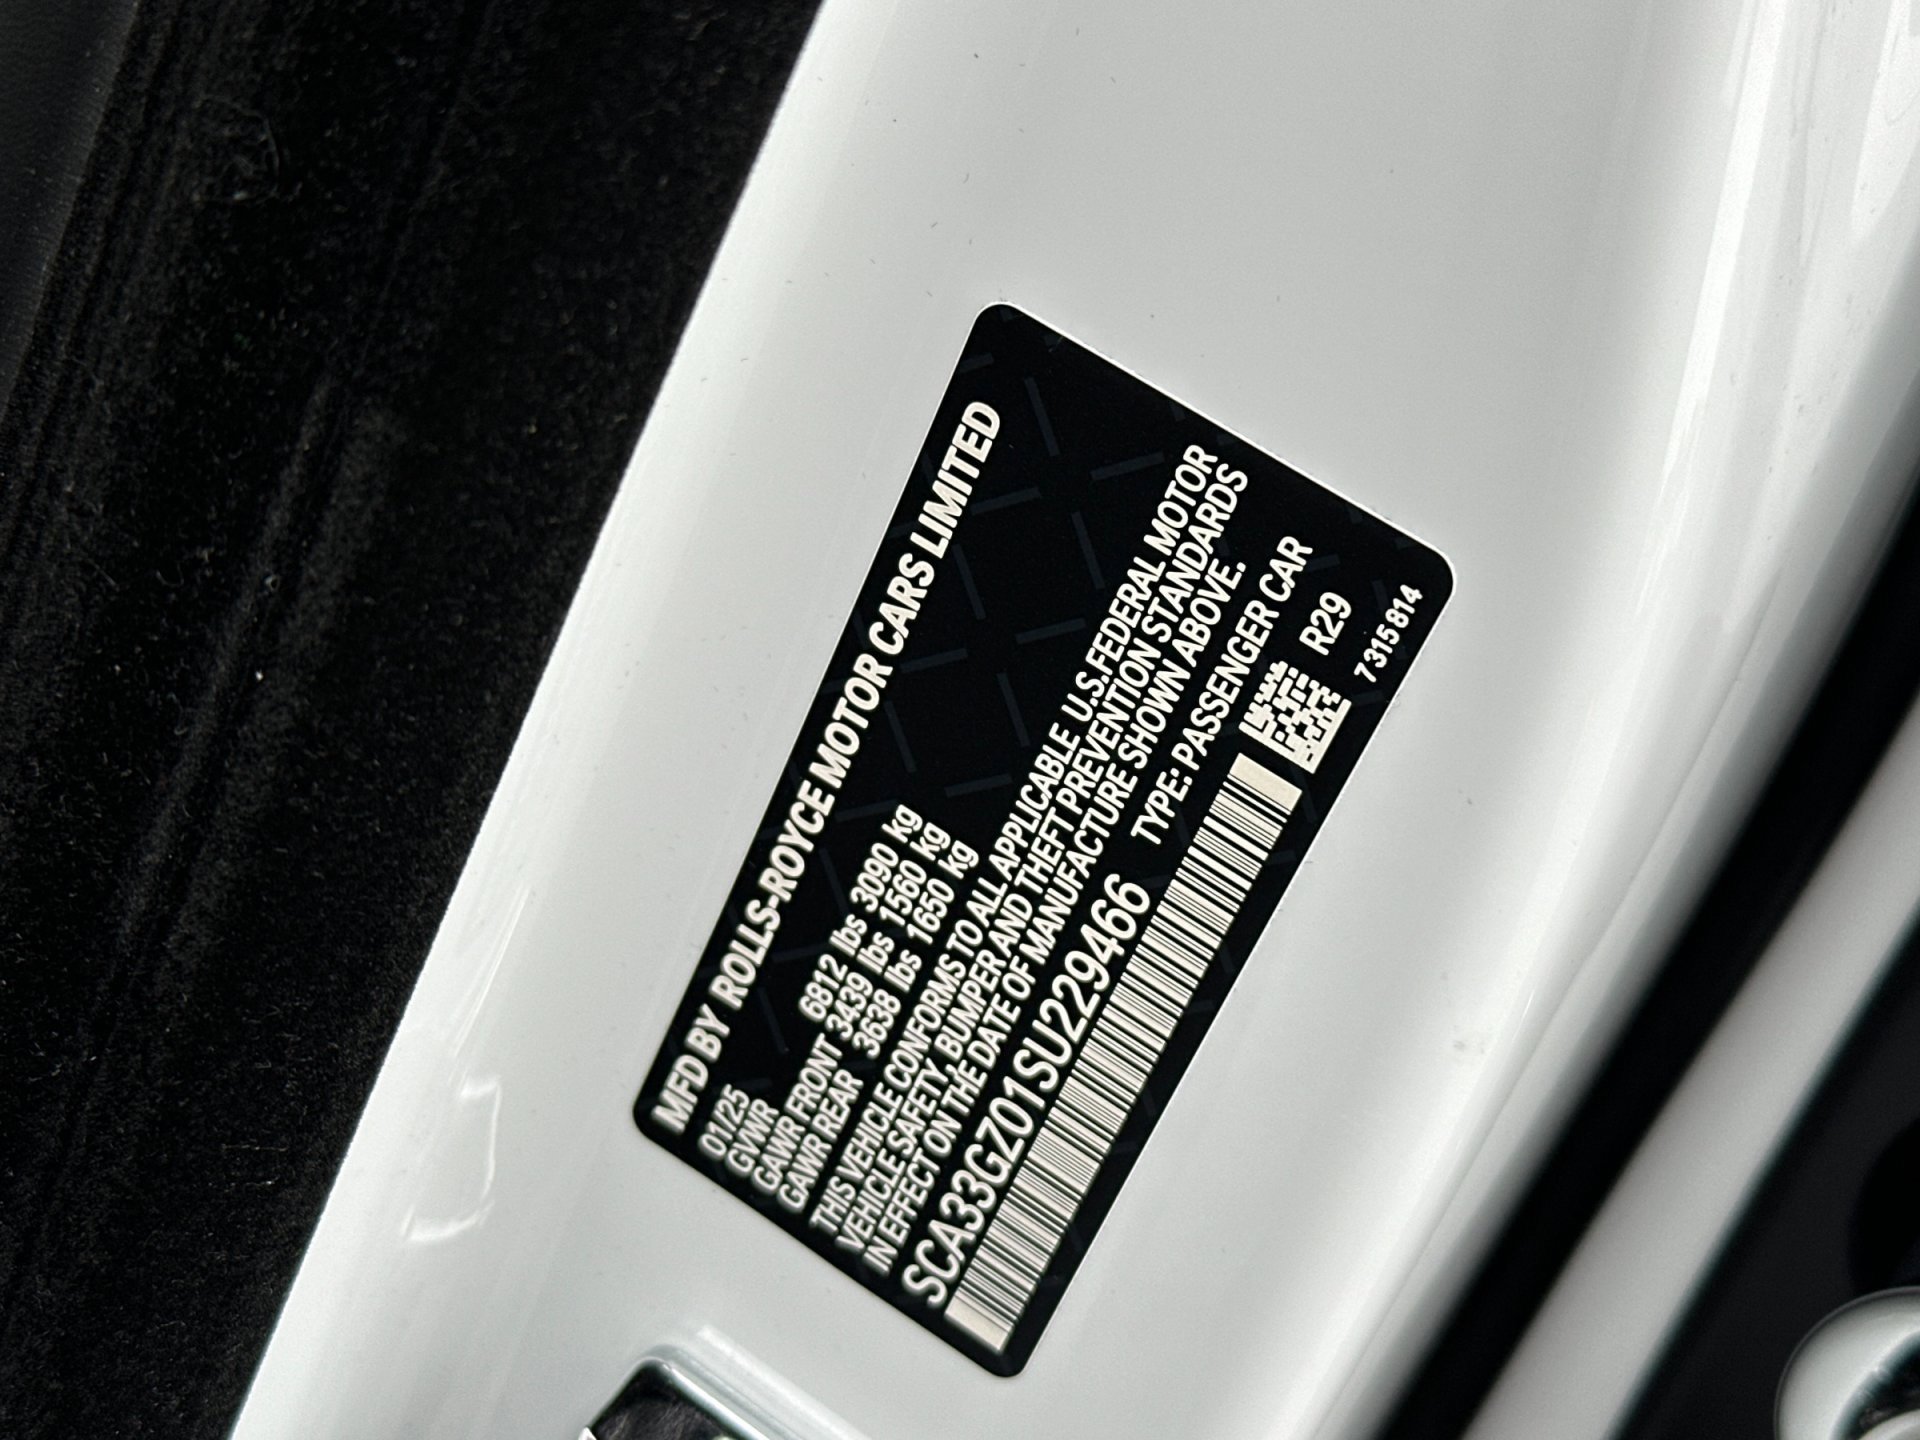 MFD BY ROLLS-ROYCE MOTOR CARS LIMITED
01/25
GVWR 6812 lbs 3090 kg
GAWR FRONT 3439 lbs 1560 kg
GAWR REAR 3638 lbs 1650 kg
THIS VEHICLE CONFORMS TO ALL APPLICABLE U.S.FEDERAL MOTOR
VEHICLE SAFETY, BUMPER AND THEFT PREVENTION STANDARDS
IN EFFECT ON THE DATE OF MANUFACTURE SHOWN ABOVE.
SCA33GZ01SU229466 TYPE: PASSENGER CAR
R29
7315814